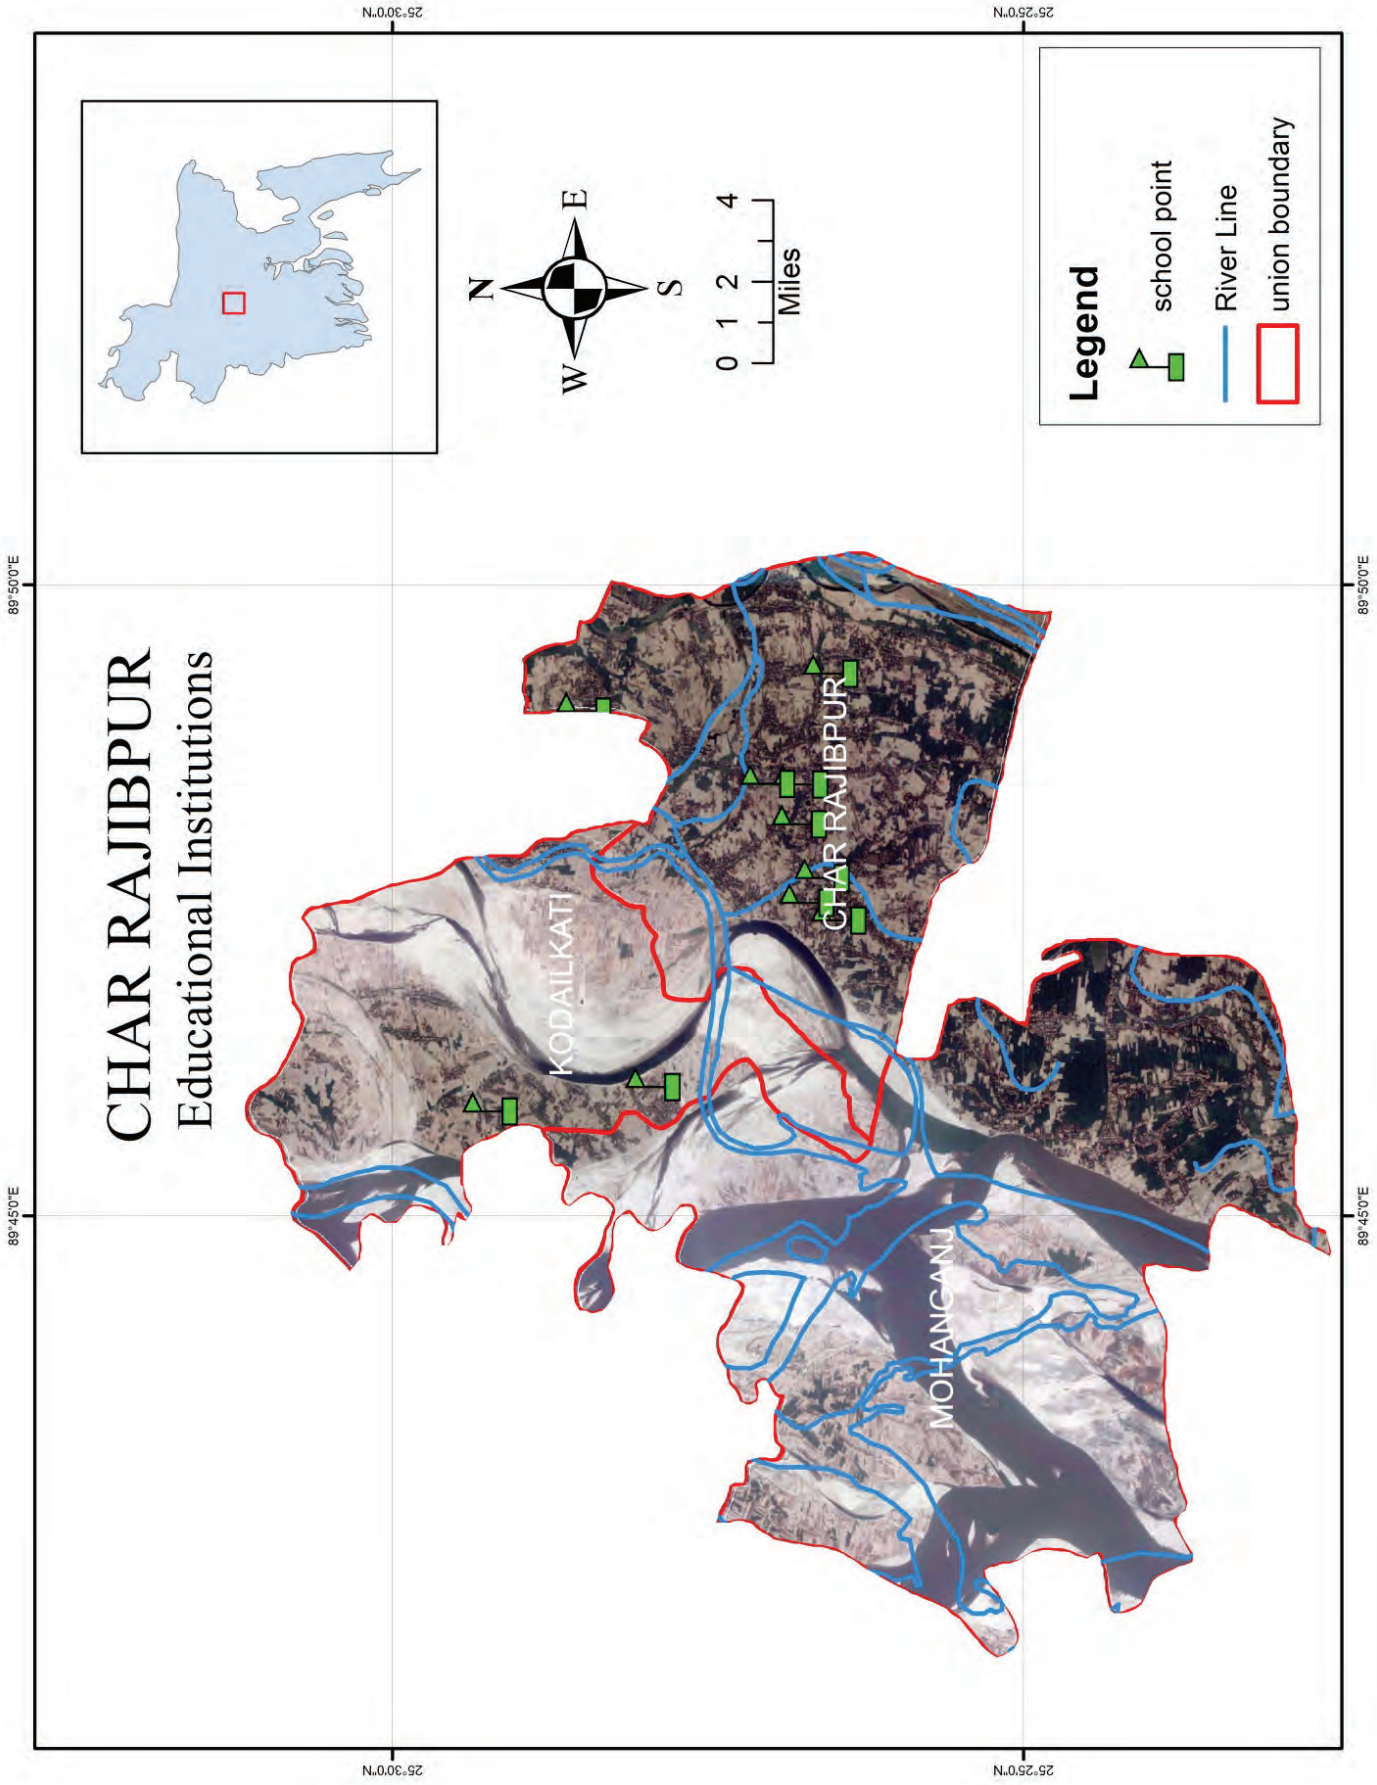 CHAR RAJIBPUR
Educational Institutions
89°45'0"E
89°50'0"E
25°30'0"N
25°30'0"N
25°25'0"N
25°25'0"N
KODAILKATI
CHAR RAJIBPUR
MOHANGANJ
N
W
E
S
0 1 2 4
Miles
Legend
school point
River Line
union boundary
89°45'0"E
89°50'0"E